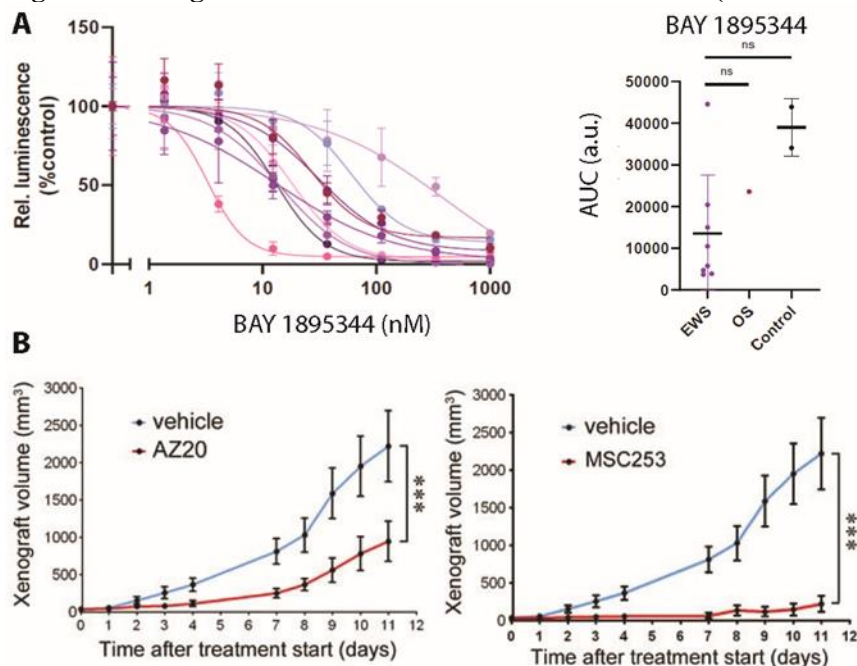 A
BAY 1895344
Rel. luminescence
(%control)
150
100
50
0
1
10
100
1000
BAY 1895344 (nM)
ns
ns
AUC (a.u.)
50000
40000
30000
20000
10000
0
EWS
OS
Control
B
Xenograft volume (mm³)
3000
2500
2000
1500
1000
500
0
vehicle
AZ20
***
0 1 2 3 4 5 6 7 8 9 10 11 12
Time after treatment start (days)
Xenograft volume (mm³)
3000
2500
2000
1500
1000
500
0
vehicle
MSC253
***
0 1 2 3 4 5 6 7 8 9 10 11 12
Time after treatment start (days)